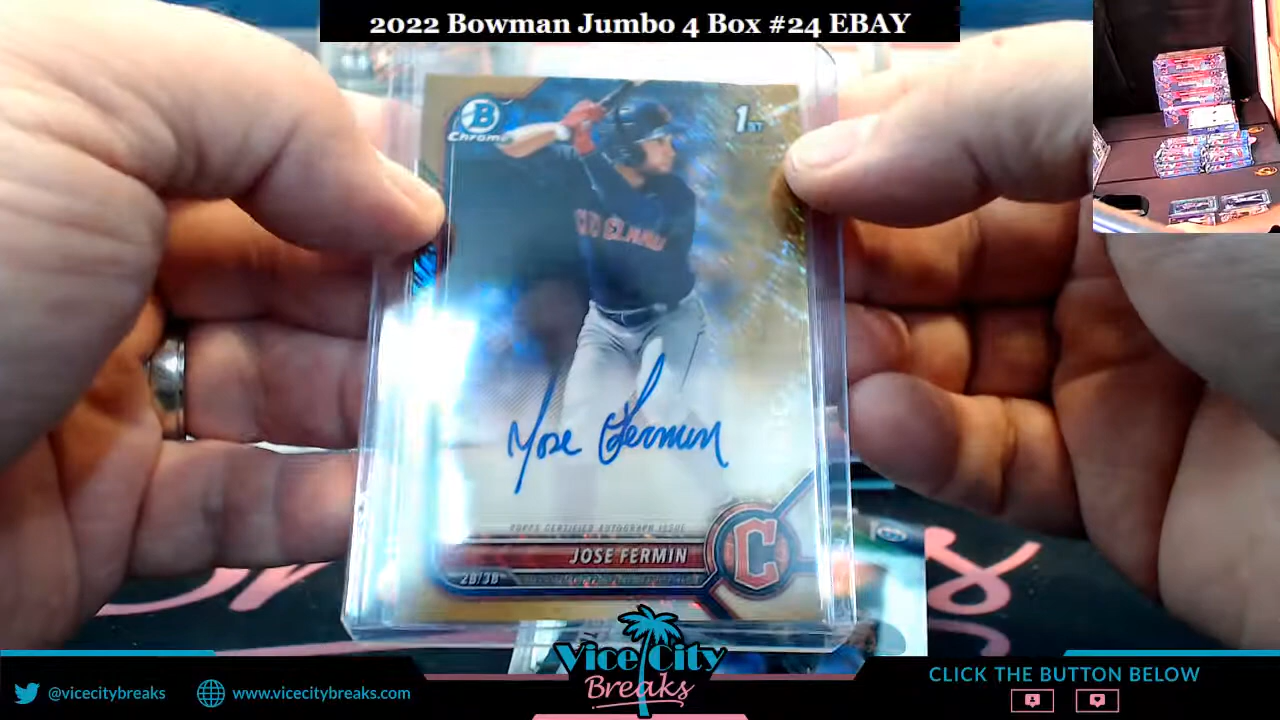 2022 Bowman Jumbo 4 Box #24 EBAY
B
Chrome
1ST
CLEVELAND
Jose Fermin
TOPPS CERTIFIED AUTOGRAPH ISSUE
JOSE FERMIN
2B/3B
C
Vice City
Breaks
@vicecitybreaks
www.vicecitybreaks.com
CLICK THE BUTTON BELOW